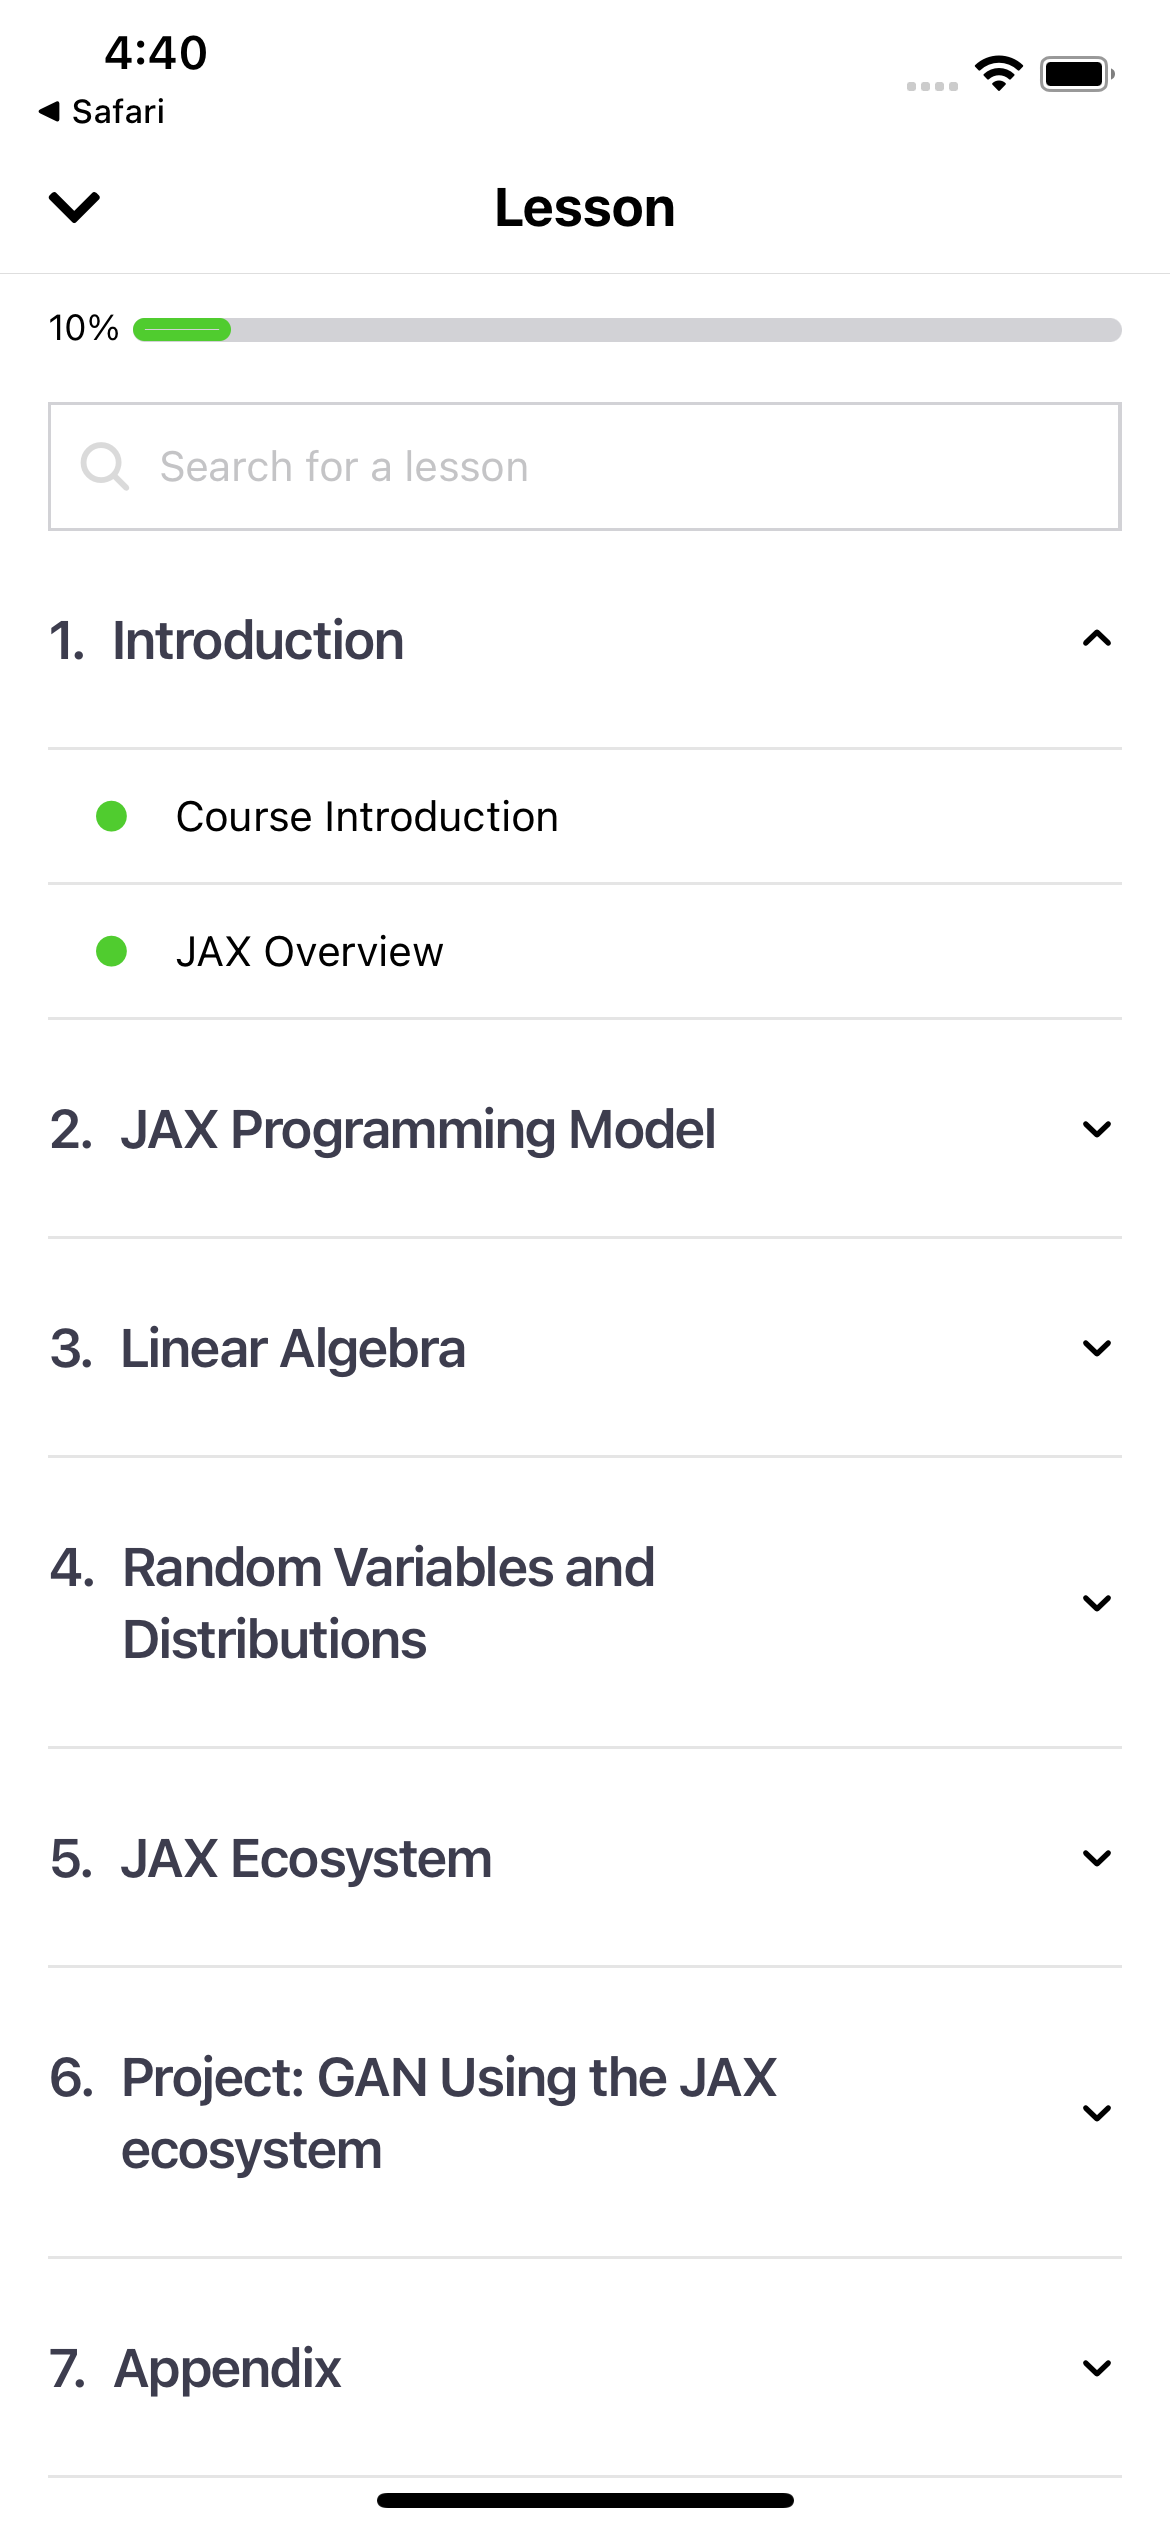 4:40
Safari
Lesson
10%
Search for a lesson
1. Introduction
Course Introduction
JAX Overview
2. JAX Programming Model
3. Linear Algebra
4. Random Variables and
Distributions
5. JAX Ecosystem
6. Project: GAN Using the JAX
ecosystem
7. Appendix